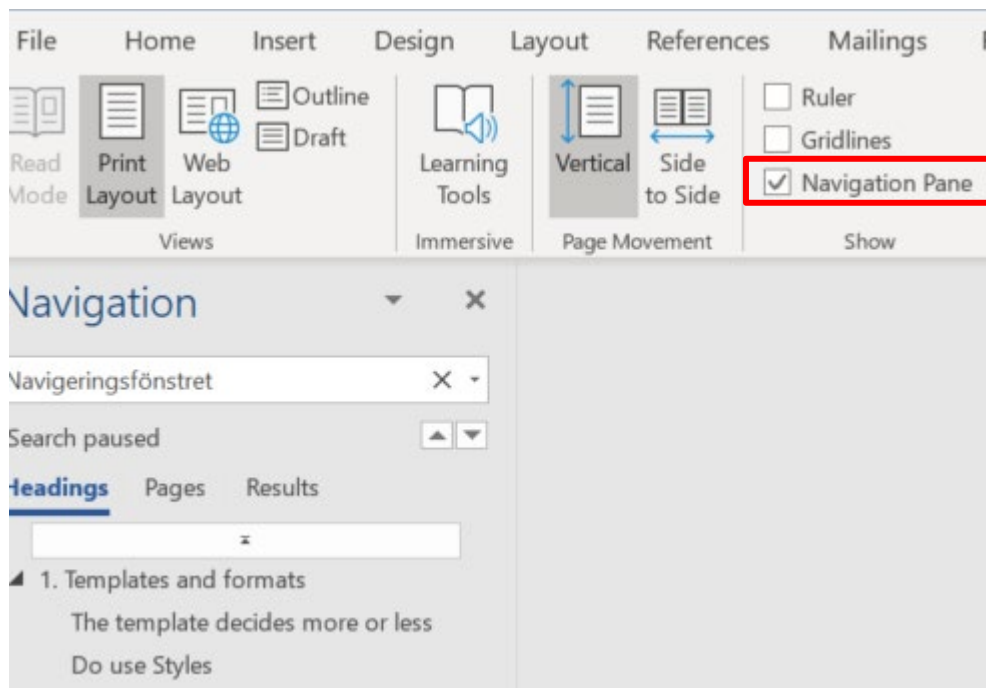 File Home Insert Design Layout References Mailings
Outline
Draft
Read Mode
Print Layout
Web Layout
Learning Tools
Vertical
Side to Side
Ruler
Gridlines
Navigation Pane
Views Immersive Page Movement Show
Navigation
Navigeringsfönstret
Search paused
Headings Pages Results
1. Templates and formats
The template decides more or less
Do use Styles